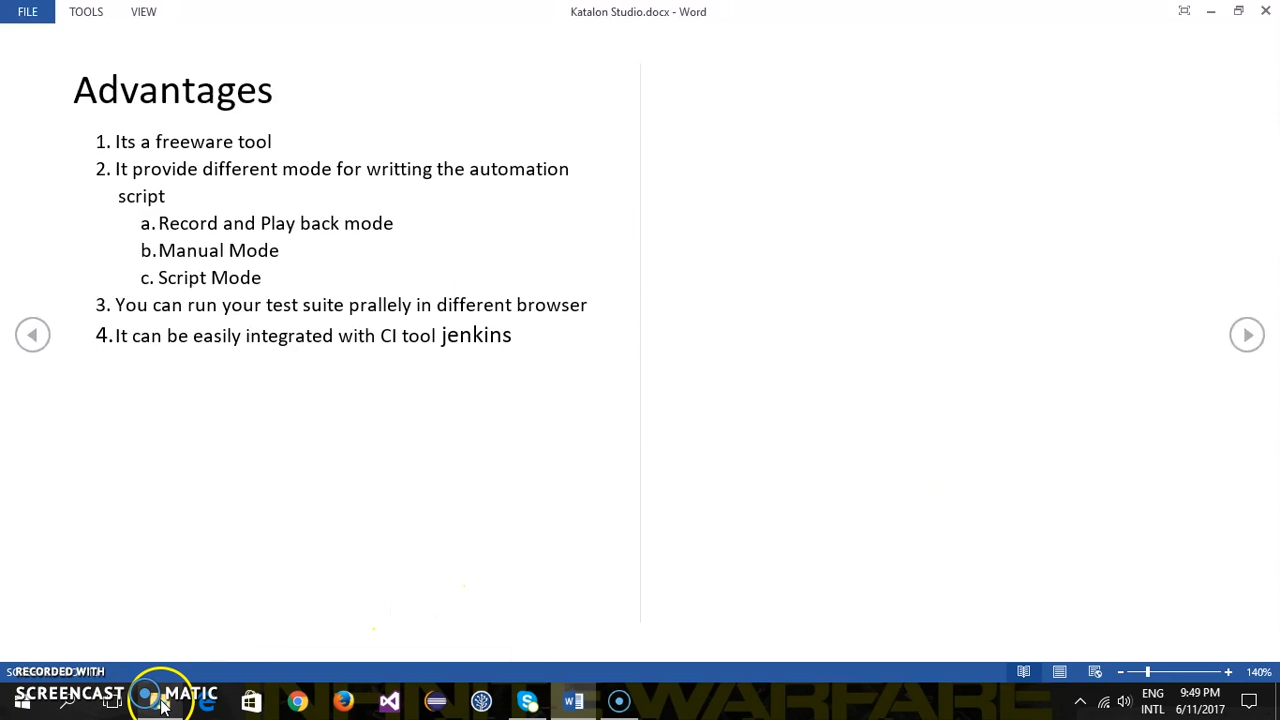 FILE TOOLS VIEW Katalon Studio.docx - Word
Advantages
1. Its a freeware tool
2. It provide different mode for writting the automation
script
a. Record and Play back mode
b. Manual Mode
c. Script Mode
3. You can run your test suite prallely in different browser
4. It can be easily integrated with CI tool jenkins
140%
RECORDED WITH
SCREENCAST MATIC
INFINITE WARFARE
ENG 9:49 PM
INTL 6/11/2017